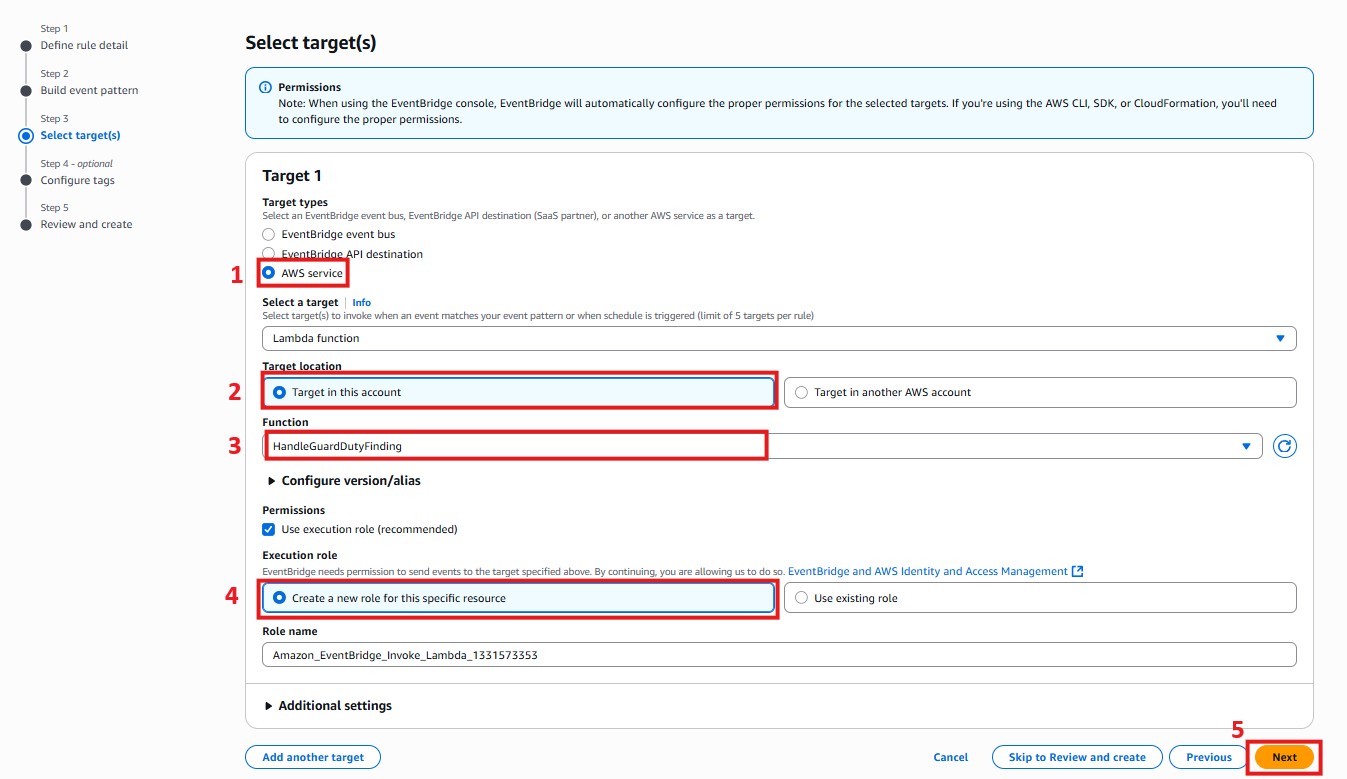 Step 1
Define rule detail
Step 2
Build event pattern
Step 3
Select target(s)
Step 4 - optional
Configure tags
Step 5
Review and create
Select target(s)
Permissions
Note: When using the EventBridge console, EventBridge will automatically configure the proper permissions for the selected targets. If you're using the AWS CLI, SDK, or CloudFormation, you'll need
to configure the proper permissions.
Target 1
Target types
Select an EventBridge event bus, EventBridge API destination (SaaS partner), or another AWS service as a target.
EventBridge event bus
EventBridge API destination
1 AWS service
Select a target Info
Select target(s) to invoke when an event matches your event pattern or when schedule is triggered (limit of 5 targets per rule)
Lambda function
Target location
2 Target in this account Target in another AWS account
Function
3 HandleGuardDutyFinding
Configure version/alias
Permissions
Use execution role (recommended)
Execution role
EventBridge needs permission to send events to the target specified above. By continuing, you are allowing us to do so. EventBridge and AWS Identity and Access Management
4 Create a new role for this specific resource Use existing role
Role name
Amazon_EventBridge_Invoke_Lambda_1331573353
Additional settings
5
Add another target Cancel Skip to Review and create Previous Next